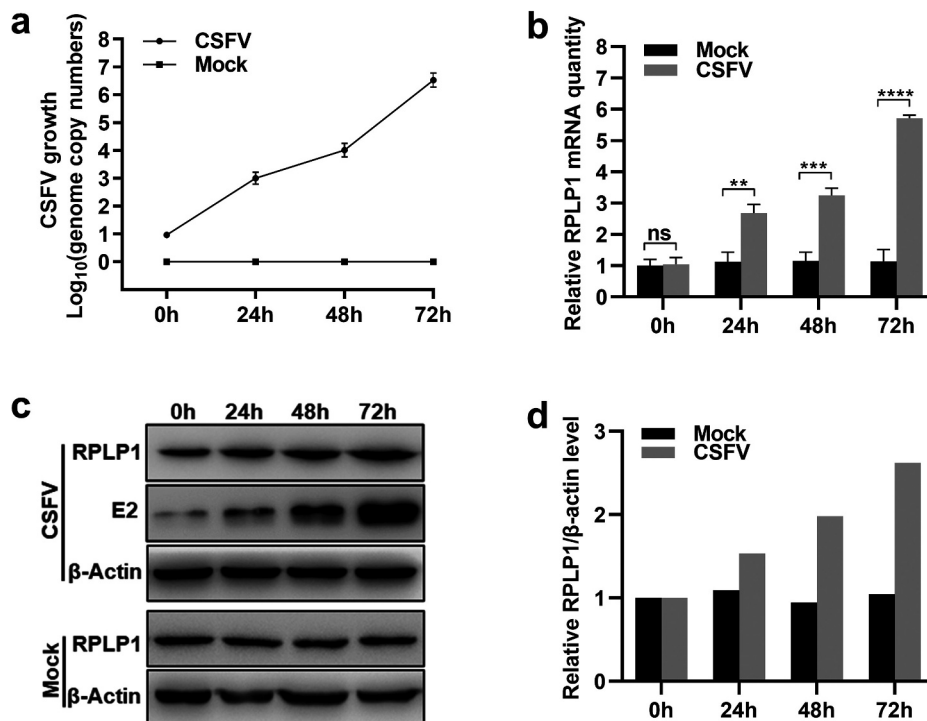 a
CSFV
Mock
CSFV growth
Log10(genome copy numbers)
8
7
6
5
4
3
2
1
0
0h 24h 48h 72h
b
Mock
CSFV
Relative RPLP1 mRNA quantity
8
7
6
5
4
3
2
1
0
ns
**
***
****
0h 24h 48h 72h
c
0h 24h 48h 72h
CSFV
RPLP1
E2
β-Actin
Mock
RPLP1
β-Actin
d
Mock
CSFV
Relative RPLP1/β-actin level
3
2
1
0
0h 24h 48h 72h